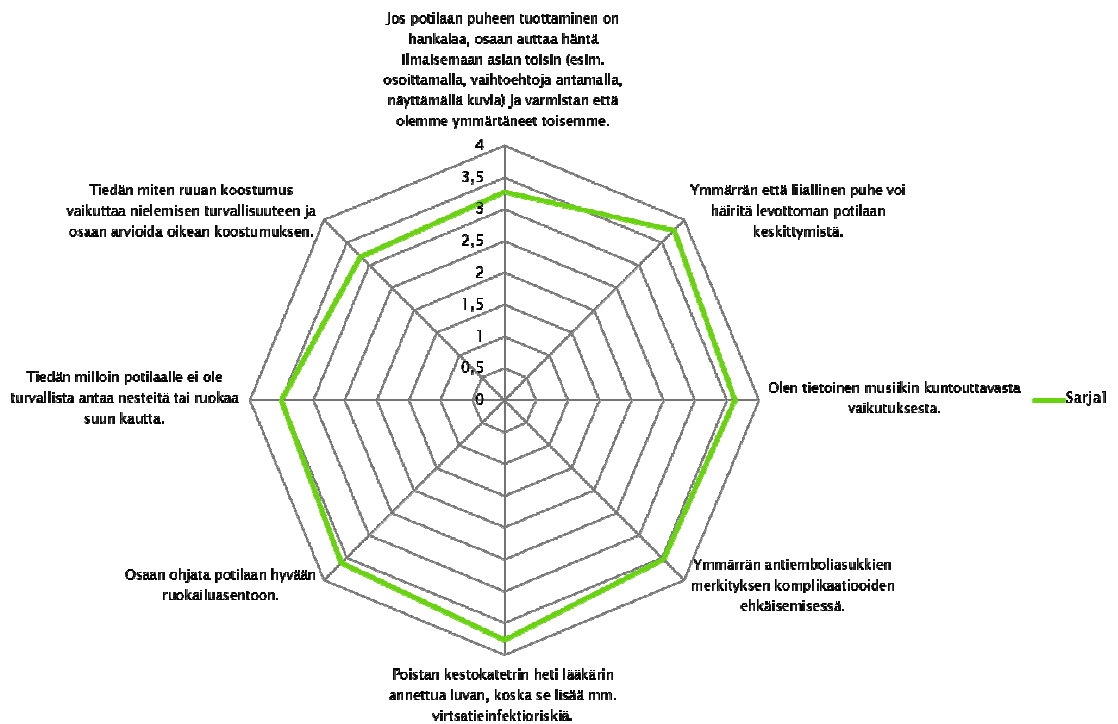 Jos potilaan puheen tuottaminen on
hankalaa, osaan auttaa häntä
ilmaisemaan asian toisin (esim.
osoittamalla, vaihtoehtoja antamalla,
näyttämällä kuvia) ja varmistan että
olemme ymmärtäneet toisemme.
4
3,5
3
2,5
2
1,5
1
0,5
0
Ymmärrän että liiallinen puhe voi
häiritä levottoman potilaan
keskittymistä.
Olen tietoinen musiikin kuntouttavasta
vaikutuksesta.
Ymmärrän antiemboliasukkien
merkityksen komplikaatiooiden
ehkäisemisessä.
Poistan kestokatetrin heti lääkärin
annettua luvan, koska se lisää mm.
virtsatieinfektioriskiä.
Osaan ohjata potilaan hyvään
ruokailuasentoon.
Tiedän milloin potilaalle ei ole
turvallista antaa nesteitä tai ruokaa
suun kautta.
Tiedän miten ruuan koostumus
vaikuttaa nielemisen turvallisuuteen ja
osaan arvioida oikean koostumuksen.
Sarja1